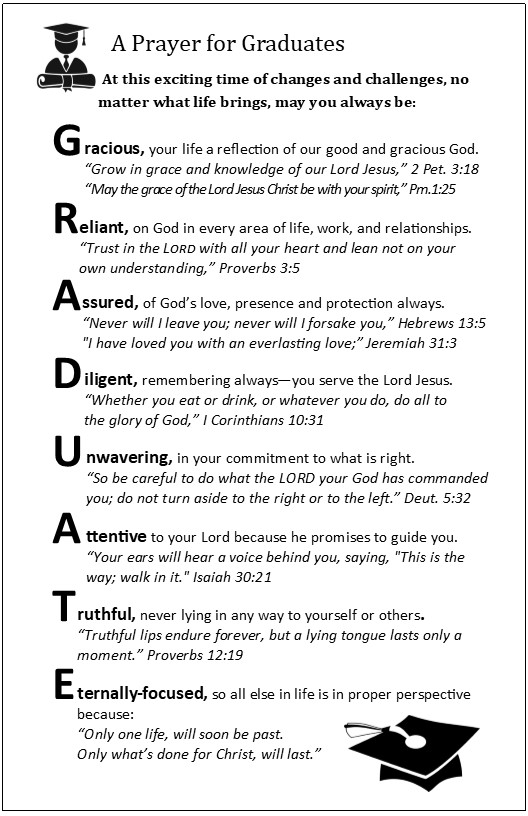 A Prayer for Graduates
At this exciting time of changes and challenges, no
matter what life brings, may you always be:
Gracious, your life a reflection of our good and gracious God.
“Grow in grace and knowledge of our Lord Jesus,” 2 Pet. 3:18
“May the grace of the Lord Jesus Christ be with your spirit,” Pm.1:25
Reliant, on God in every area of life, work, and relationships.
“Trust in the LORD with all your heart and lean not on your
own understanding,” Proverbs 3:5
Assured, of God’s love, presence and protection always.
“Never will I leave you; never will I forsake you,” Hebrews 13:5
"I have loved you with an everlasting love;” Jeremiah 31:3
Diligent, remembering always—you serve the Lord Jesus.
“Whether you eat or drink, or whatever you do, do all to
the glory of God,” I Corinthians 10:31
Unwavering, in your commitment to what is right.
“So be careful to do what the LORD your God has commanded
you; do not turn aside to the right or to the left.” Deut. 5:32
Attentive to your Lord because he promises to guide you.
“Your ears will hear a voice behind you, saying, "This is the
way; walk in it." Isaiah 30:21
Truthful, never lying in any way to yourself or others.
“Truthful lips endure forever, but a lying tongue lasts only a
moment.” Proverbs 12:19
Eternally-focused, so all else in life is in proper perspective
because:
“Only one life, will soon be past.
Only what’s done for Christ, will last.”